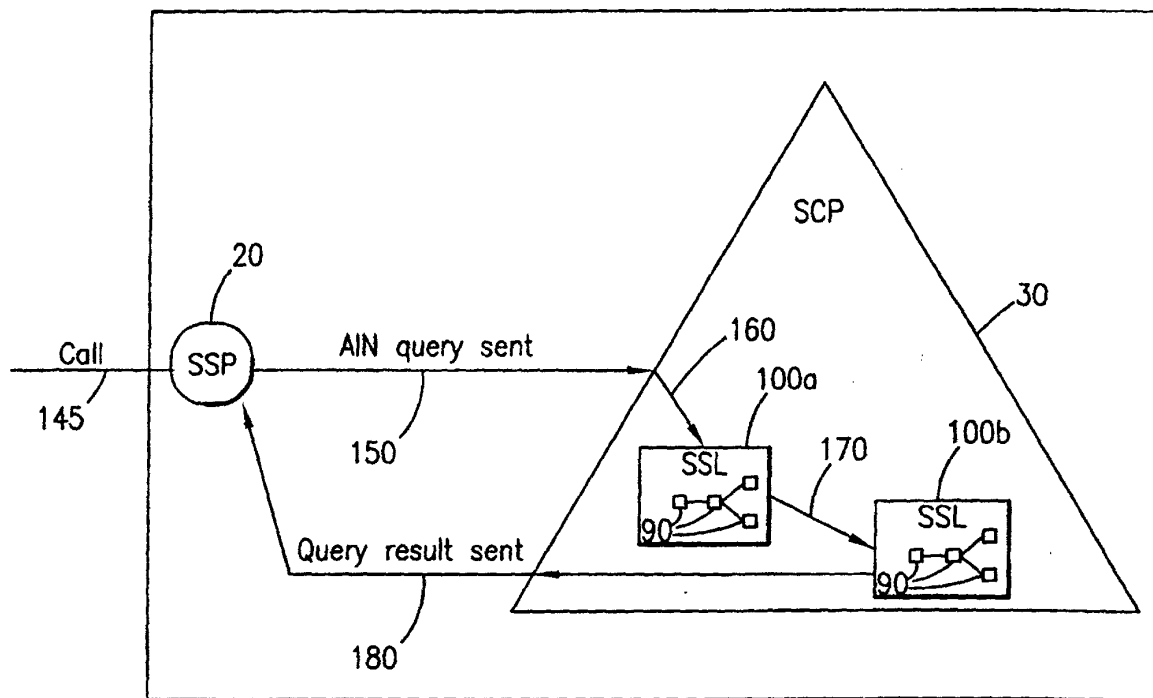 SCP
20
30
Call
SSP
AIN query sent
160
145
150
100a
100b
SSL
170
90
SSL
90
Query result sent
180